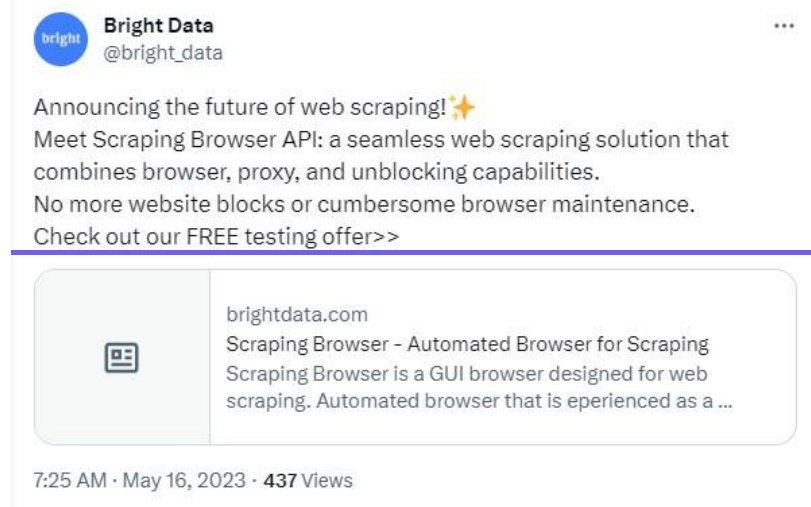 bright
Bright Data
@bright_data
Announcing the future of web scraping!✨
Meet Scraping Browser API: a seamless web scraping solution that
combines browser, proxy, and unblocking capabilities.
No more website blocks or cumbersome browser maintenance.
Check out our FREE testing offer>>
brightdata.com
Scraping Browser - Automated Browser for Scraping
Scraping Browser is a GUI browser designed for web
scraping. Automated browser that is eperienced as a ...
7:25 AM · May 16, 2023 · 437 Views